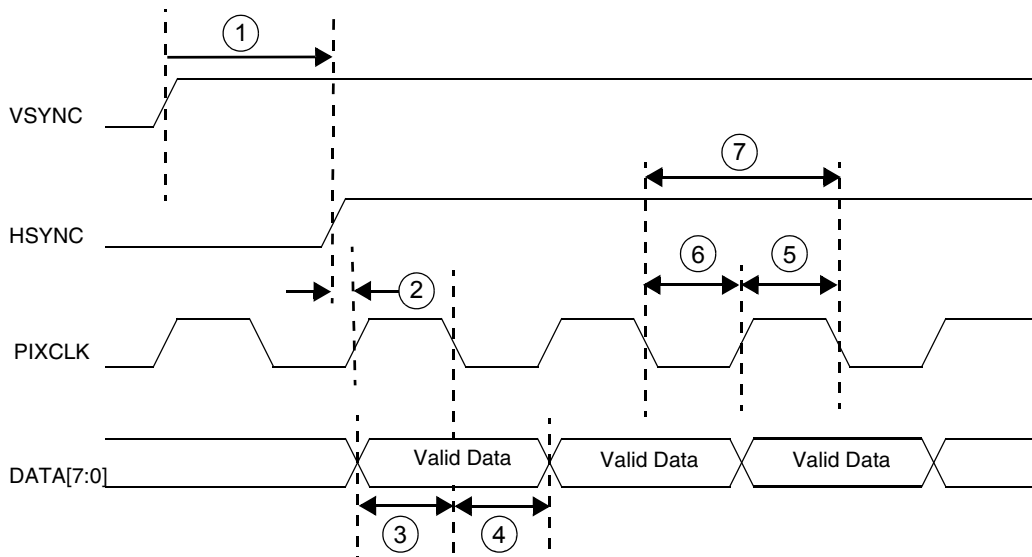 1
VSYNC
7
HSYNC
6
5
2
PIXCLK
Valid Data
Valid Data
Valid Data
DATA[7:0]
3
4